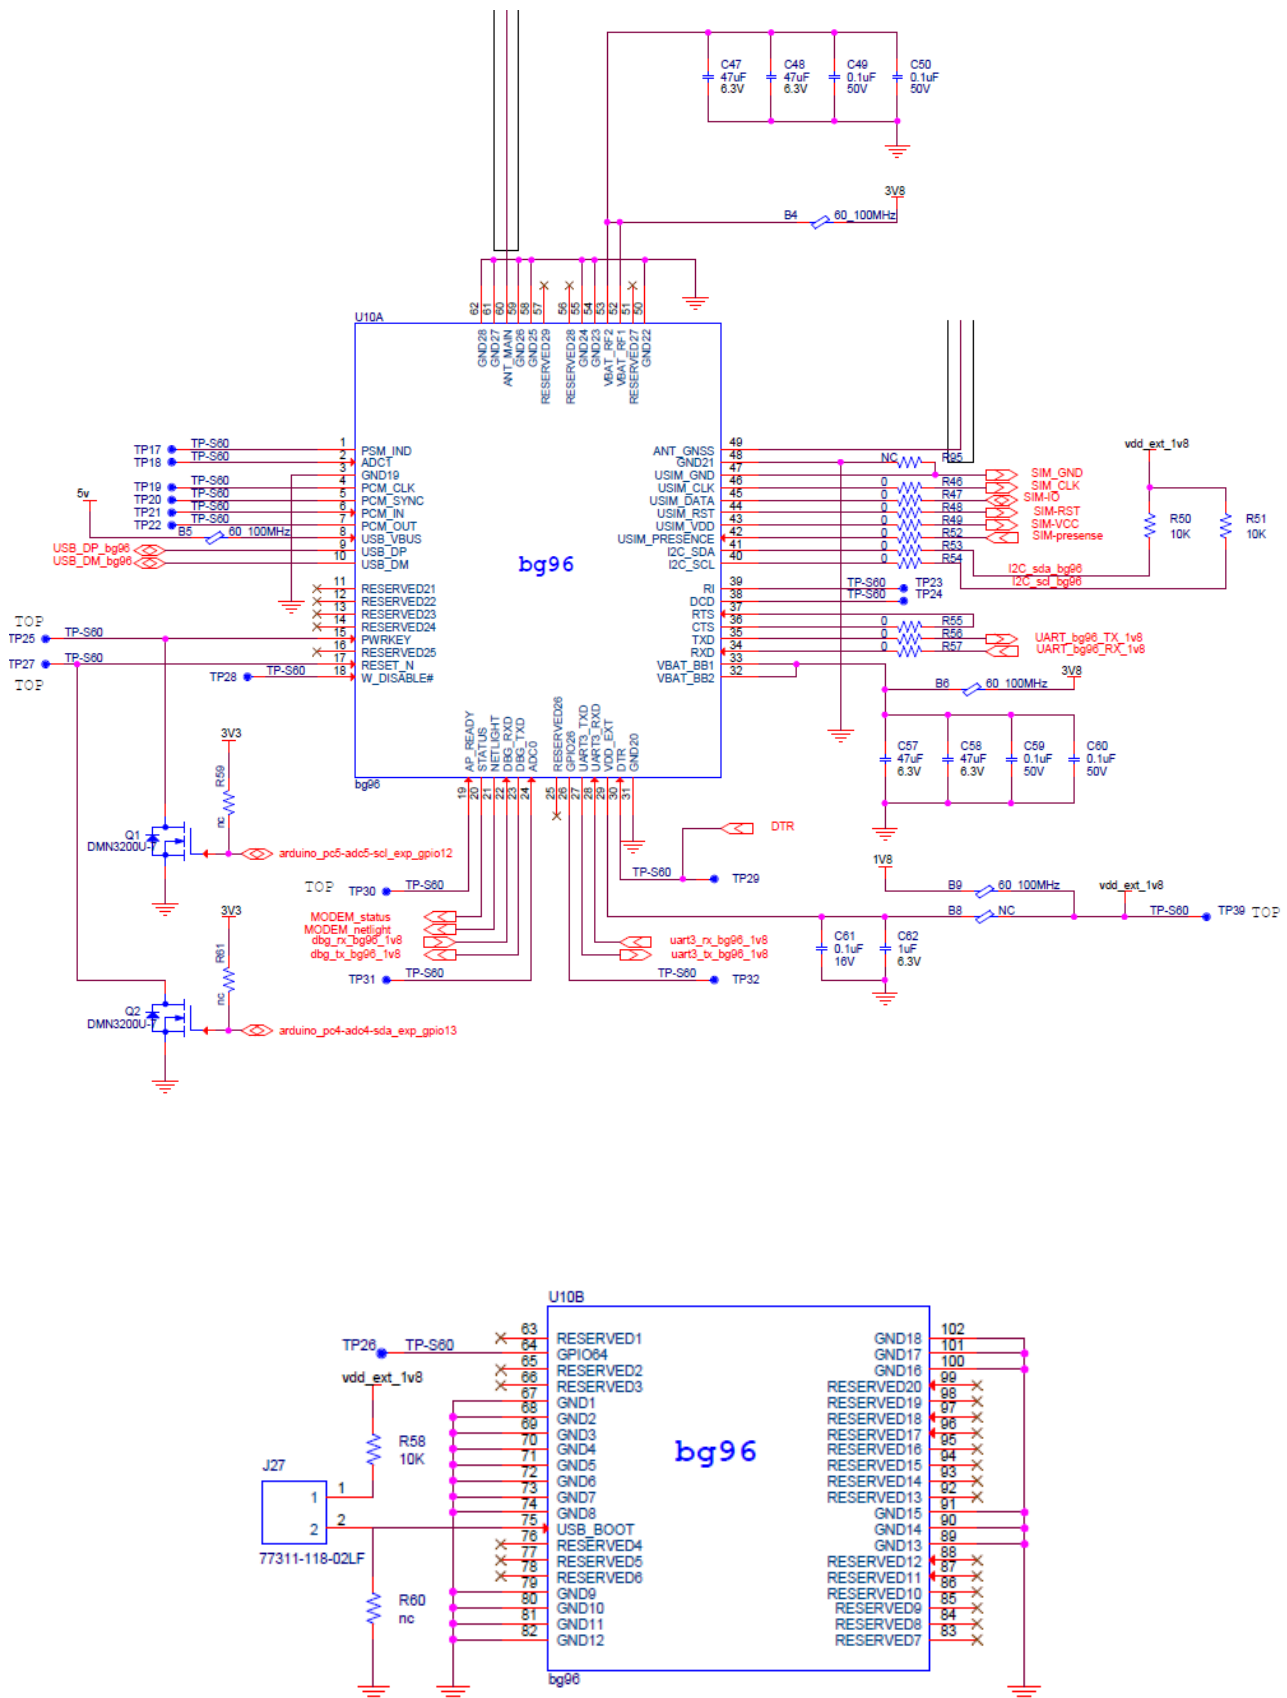 C47
47uF
6.3V
C48
47uF
6.3V
C49
0.1uF
50V
C50
0.1uF
50V
3V8
B4 60_100MHz
62 61 60 59 58 57 56 55 54 53 52 51 50
U10A
GND28
GND27
ANT_MAIN
GND26
GND25
RESERVED29
RESERVED28
GND24
GND23
VBAT_RF2
VBAT_RF1
RESERVED27
GND22
TP17 TP-S60 1 PSM_IND
TP18 2 ADCT
3 GND19
TP19 TP-S60 4 PCM_CLK
TP20 TP-S60 5 PCM_SYNC
TP21 TP-S60 6 PCM_IN
TP22 TP-S60 7 PCM_OUT
5v
B5 60_100MHz 8 USB_VBUS
USB_DP_bg96 9 USB_DP
USB_DM_bg96 10 USB_DM
11 RESERVED21
12 RESERVED22
13 RESERVED23
14 RESERVED24
TOP
TP25 TP-S60 15 PWRKEY
16 RESERVED25
TP27 TP-S60 17 RESET_N
TOP
TP28 TP-S60 18 W_DISABLE#
bg96
ANT_GNSS 49
GND21 48
USIM_GND 47 NC R95 SIM_GND
USIM_CLK 46 0 R46 SIM_CLK
USIM_DATA 45 0 R47 SIM-IO
USIM_RST 44 0 R48 SIM-RST
USIM_VDD 43 0 R49 SIM-VCC
USIM_PRESENCE 42 0 R52 SIM-presense
I2C_SDA 41 0 R53 I2C_sda_bg96
I2C_SCL 40 0 R54 I2C_scl_bg96
RI 39 TP-S60 TP23
DCD 38 TP-S60 TP24
RTS 37
CTS 36 0 R55
TXD 35 0 R56 UART_bg96_TX_1v8
RXD 34 0 R57 UART_bg96_RX_1v8
VBAT_BB1 33
VBAT_BB2 32
vdd_ext_1v8
R50
10K
R51
10K
3V8
B6 60_100MHz
C57
47uF
6.3V
C58
47uF
6.3V
C59
0.1uF
50V
C60
0.1uF
50V
AP_READY
STATUS
NETLIGHT
DBG_RXD
DBG_TXD
ADC0
RESERVED26
GPIO26
UART3_TXD
UART3_RXD
VDD_EXT
DTR
GND20
bg96
19 20 21 22 23 24 25 26 27 28 29 30 31
3V3
R59
nc
Q1
DMN3200U-7
arduino_pc5-adc5-scl_exp_gpio12
3V3
R61
nc
Q2
DMN3200U-7
arduino_pc4-adc4-sda_exp_gpio13
TOP TP30 TP-S60
MODEM_status
MODEM_netlight
dbg_rx_bg96_1v8
dbg_tx_bg96_1v8
TP31 TP-S60
DTR
TP-S60 TP29
uart3_rx_bg96_1v8
uart3_tx_bg96_1v8
TP-S60 TP32
1V8
B9 60_100MHz
vdd_ext_1v8
B8 NC
TP-S60 TP39 TOP
C61
0.1uF
16V
C62
1uF
6.3V
U10B
63 RESERVED1
TP26 TP-S60 64 GPIO64
65 RESERVED2
66 RESERVED3
67 GND1
68 GND2
69 GND3
70 GND4
71 GND5
72 GND6
73 GND7
74 GND8
75 USB_BOOT
76 RESERVED4
77 RESERVED5
78 RESERVED6
79 GND9
80 GND10
81 GND11
82 GND12
vdd_ext_1v8
R58
10K
J27
1 1
2 2
77311-118-02LF
R60
nc
bg96
GND18 102
GND17 101
GND16 100
RESERVED20 99
RESERVED19 98
RESERVED18 97
RESERVED17 96
RESERVED16 95
RESERVED15 94
RESERVED14 93
RESERVED13 92
GND15 91
GND14 90
GND13 89
RESERVED12 88
RESERVED11 87
RESERVED10 86
RESERVED9 85
RESERVED8 84
RESERVED7 83
bg96